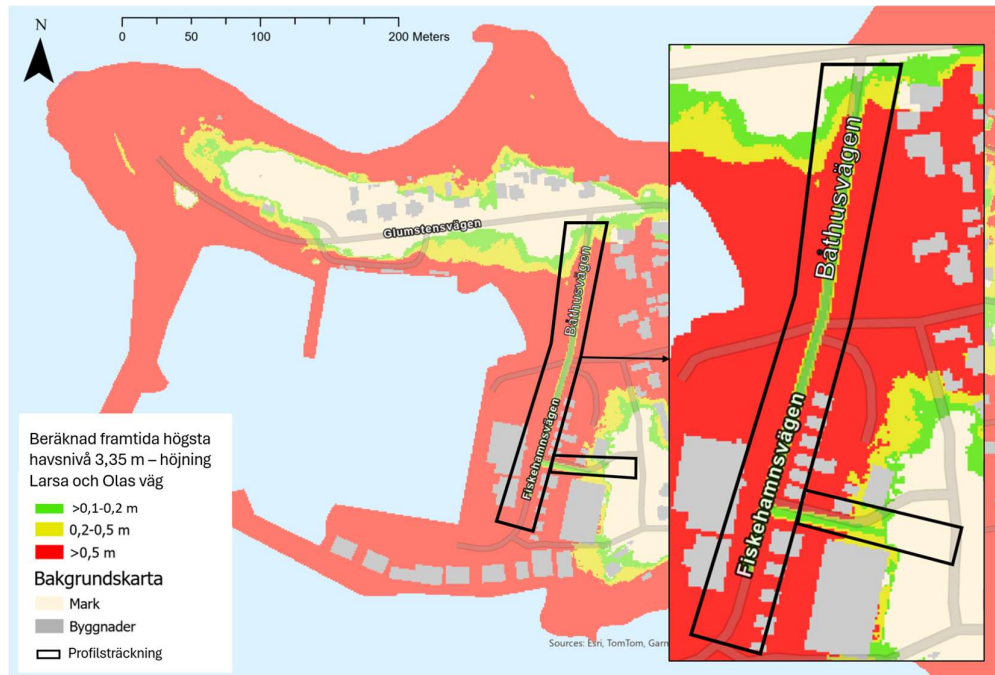 N
0 50 100 200 Meters
Glumstensvägen
Båthusvägen
Fiskehamnsvägen
Båthusvägen
Fiskehamnsvägen
Beräknad framtida högsta
havsnivå 3,35 m – höjning
Larsa och Olas väg
>0,1-0,2 m
0,2-0,5 m
>0,5 m
Bakgrundskarta
Mark
Byggnader
Profilsträckning
Sources: Esri, TomTom, Garm